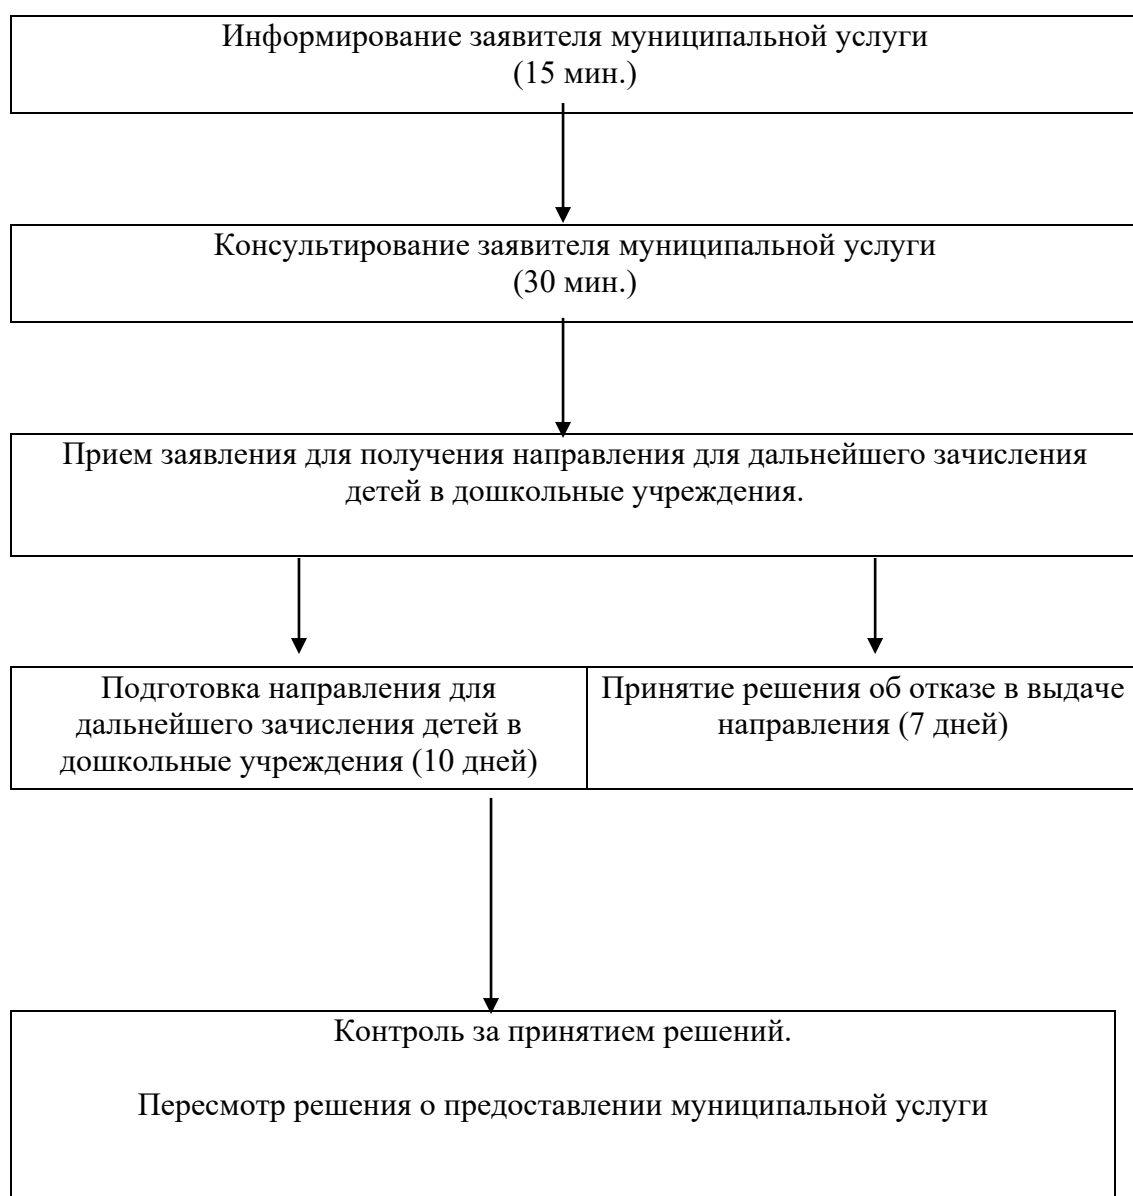 Информирование заявителя муниципальной услуги
(15 мин.)
Консультирование заявителя муниципальной услуги
(30 мин.)
Прием заявления для получения направления для дальнейшего зачисления
детей в дошкольные учреждения.
Подготовка направления для
дальнейшего зачисления детей в
дошкольные учреждения (10 дней)
Принятие решения об отказе в выдаче
направления (7 дней)
Контроль за принятием решений.
Пересмотр решения о предоставлении муниципальной услуги